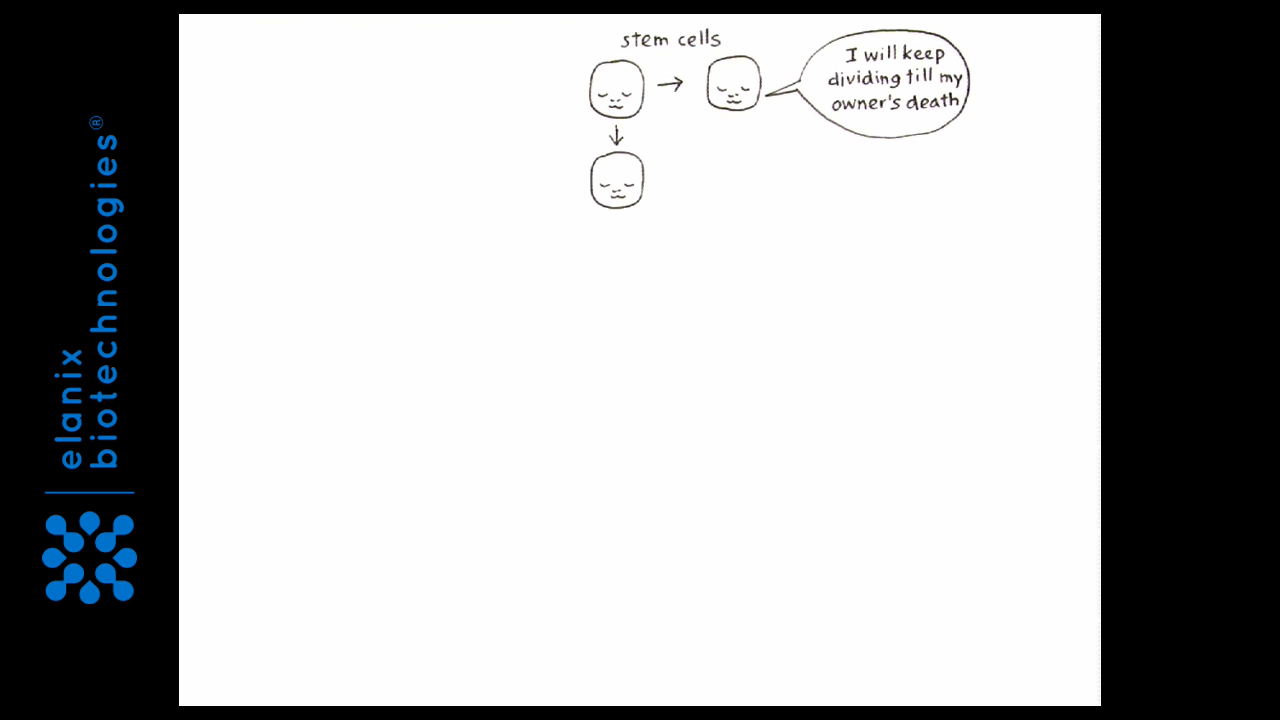 elanix
biotechnologies®
stem cells
I will keep
dividing till my
owner's death